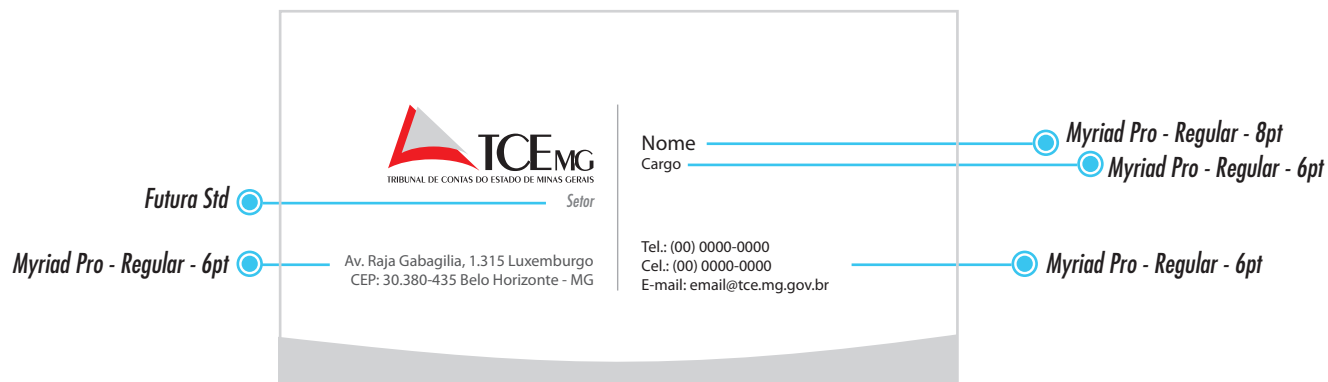 TCEMG
TRIBUNAL DE CONTAS DO ESTADO DE MINAS GERAIS
Setor
Av. Raja Gabagilia, 1.315 Luxemburgo
CEP: 30.380-435 Belo Horizonte - MG
Nome
Cargo
Tel.: (00) 0000-0000
Cel.: (00) 0000-0000
E-mail: email@tce.mg.gov.br
Futura Std
Myriad Pro - Regular - 6pt
Myriad Pro - Regular - 8pt
Myriad Pro - Regular - 6pt
Myriad Pro - Regular - 6pt